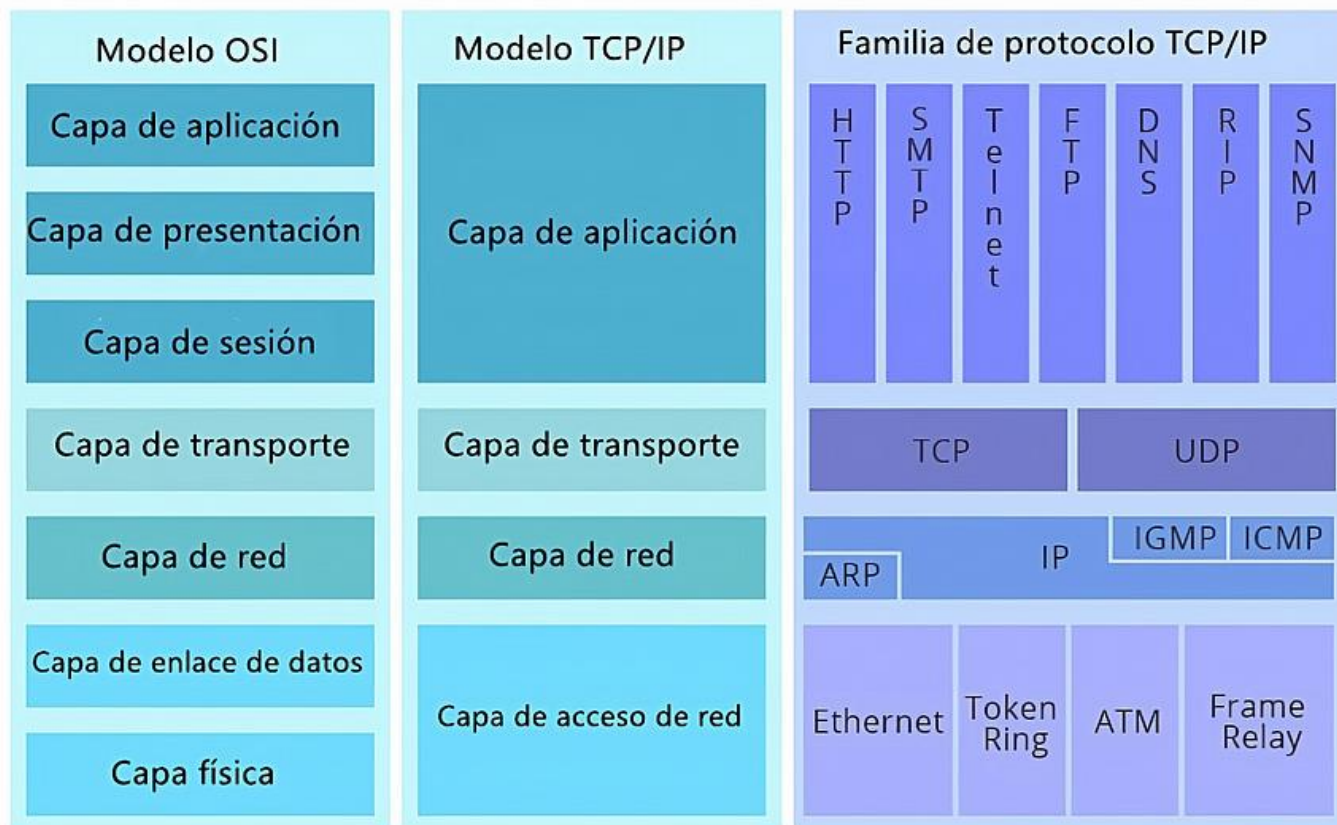 Modelo OSI
Capa de aplicación
Capa de presentación
Capa de sesión
Capa de transporte
Capa de red
Capa de enlace de datos
Capa física
Modelo TCP/IP
Capa de aplicación
Capa de transporte
Capa de red
Capa de acceso de red
Familia de protocolo TCP/IP
HTTP
SMTP
Telnet
FTP
DNS
RIP
SNMP
TCP
UDP
ARP
IP
IGMP
ICMP
Ethernet
Token
Ring
ATM
Frame
Relay